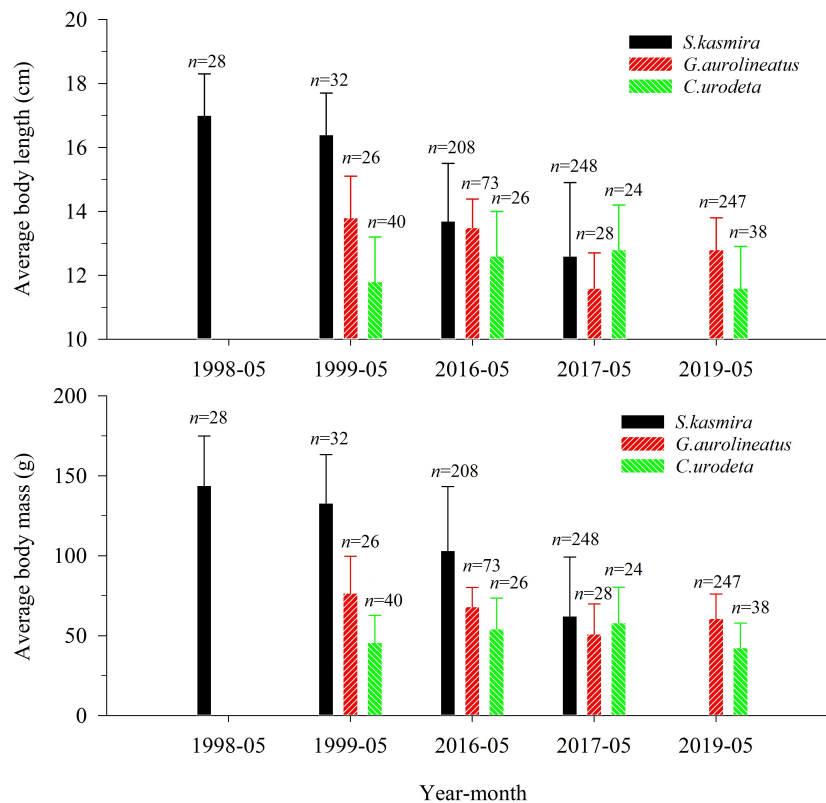 20
18
16
14
12
10
Average body length (cm)
n=28
n=32
n=26
n=40
n=208
n=73
n=26
n=248
n=28
n=24
n=247
n=38
S.kasmira
G.aurolineatus
C.urodeta
1998-05 1999-05 2016-05 2017-05 2019-05
200
150
100
50
0
Average body mass (g)
n=28
n=32
n=26
n=40
n=208
n=73
n=26
n=248
n=28
n=24
n=247
n=38
S.kasmira
G.aurolineatus
C.urodeta
1998-05 1999-05 2016-05 2017-05 2019-05
Year-month